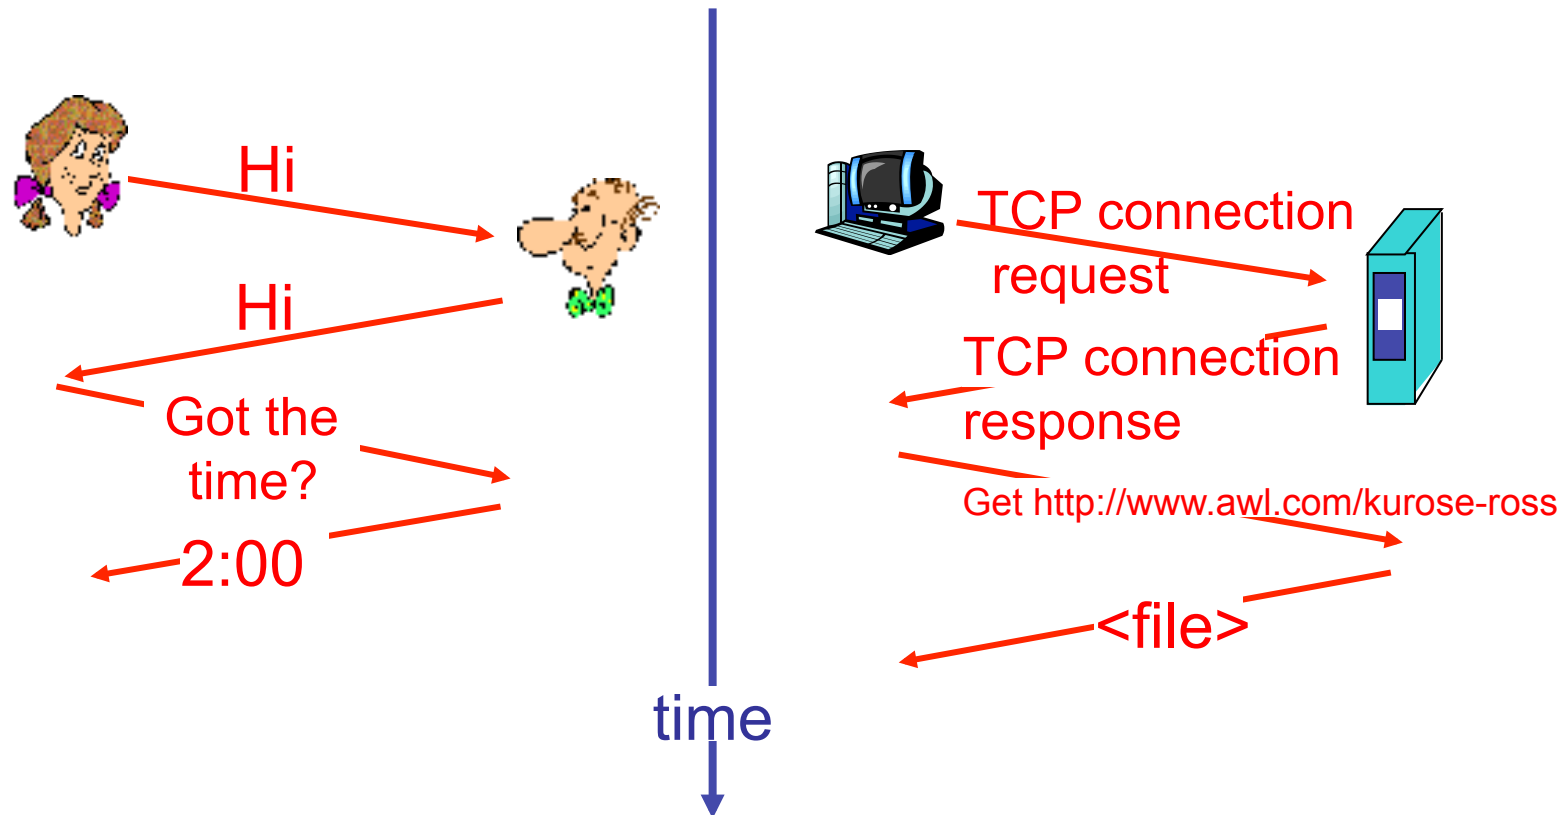 Hi
Hi
Got the
time?
2:00
time
TCP connection
request
TCP connection
response
Get http://www.awl.com/kurose-ross
<file>